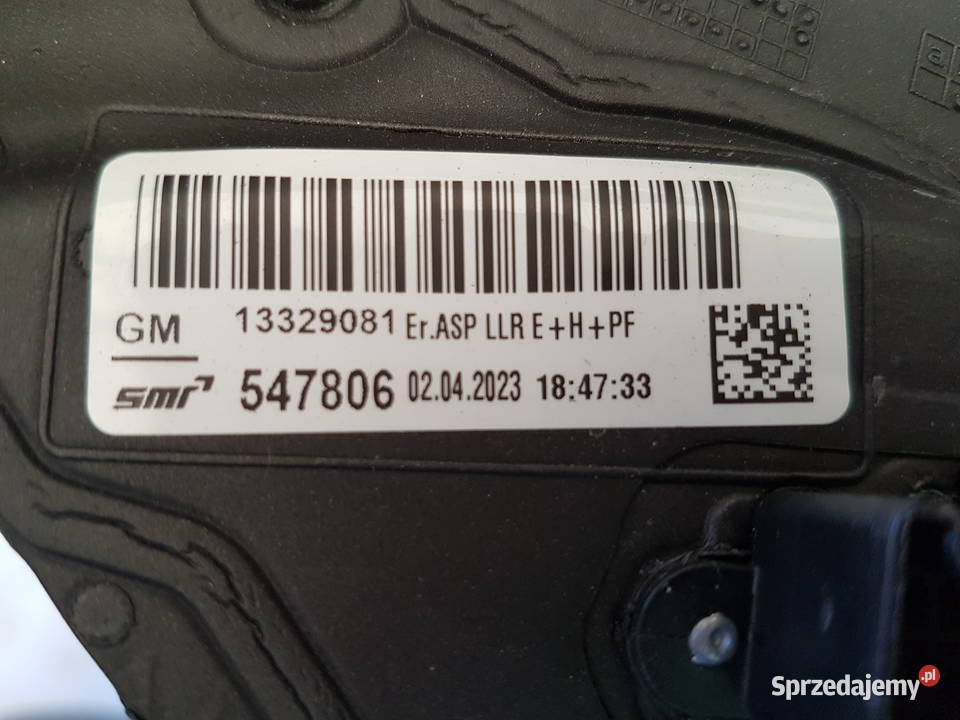 GM 13329081 Er.ASP LLR E+H+PF
smr 547806 02.04.2023 18:47:33
a
Sprzedajemy.pl